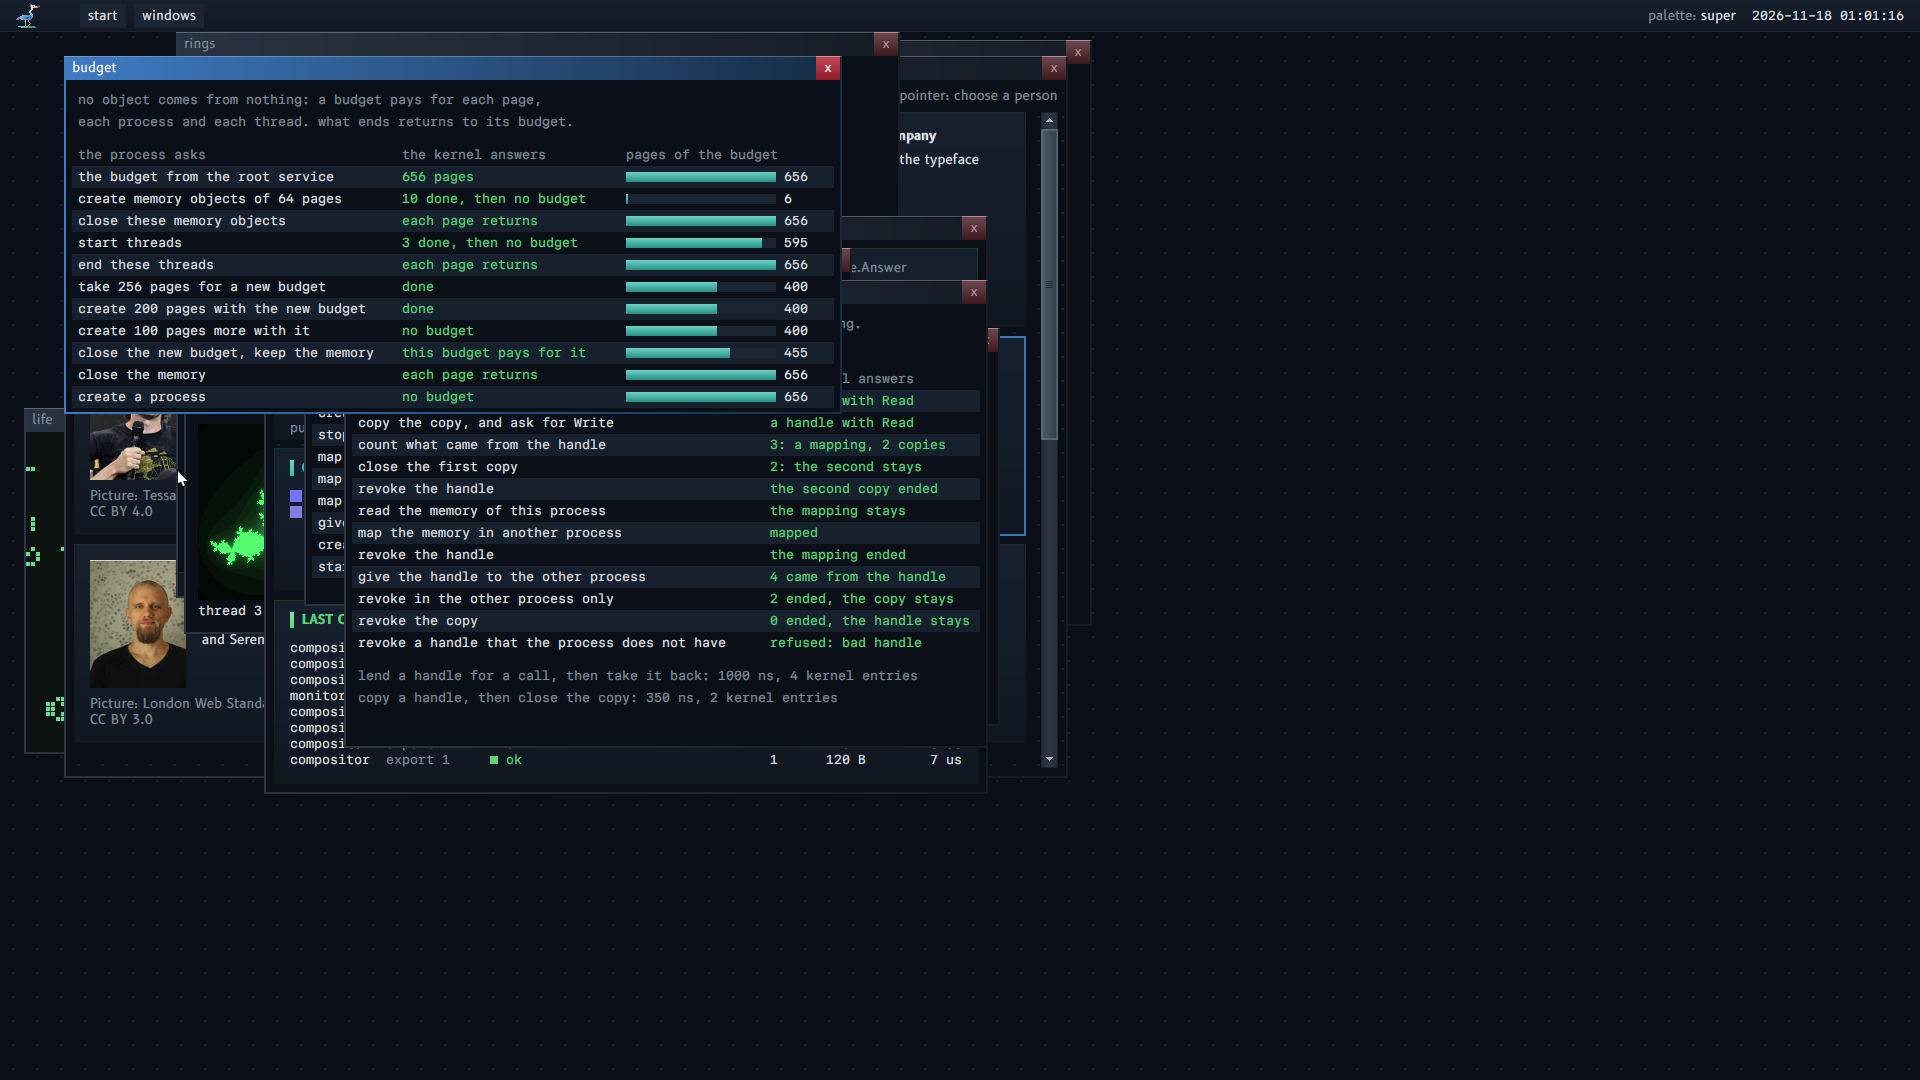 start windows palette: super 2026-11-18 01:01:16
rings x
x
budget x
x
no object comes from nothing: a budget pays for each page,
each process and each thread. what ends returns to its budget.
pointer: choose a person
the process asks the kernel answers pages of the budget
the budget from the root service 656 pages 656
create memory objects of 64 pages 10 done, then no budget 6
close these memory objects each page returns 656
start threads 3 done, then no budget 595
end these threads each page returns 656
take 256 pages for a new budget done 400
create 200 pages with the new budget done 400
create 100 pages more with it no budget 400
close the new budget, keep the memory this budget pays for it 455
close the memory each page returns 656
create a process no budget 656
the typeface
x
e.Answer
x
ng.
answers
with Read
copy the copy, and ask for Write a handle with Read
count what came from the handle 3: a mapping, 2 copies
close the first copy 2: the second stays
revoke the handle the second copy ended
read the memory of this process the mapping stays
map the memory in another process mapped
revoke the handle the mapping ended
give the handle to the other process 4 came from the handle
revoke in the other process only 2 ended, the copy stays
revoke the copy 0 ended, the handle stays
revoke a handle that the process does not have refused: bad handle
lend a handle for a call, then take it back: 1000 ns, 4 kernel entries
copy a handle, then close the copy: 350 ns, 2 kernel entries
life
pu
map
map
map
Picture: Tessa
CC BY 4.0
thread 3
and Seren
Picture: London Web Standa
CC BY 3.0
LAST C
composi
composi
composi
monitor
composi
composi
composi
compositor export 1 ok 1 120 B 7 us